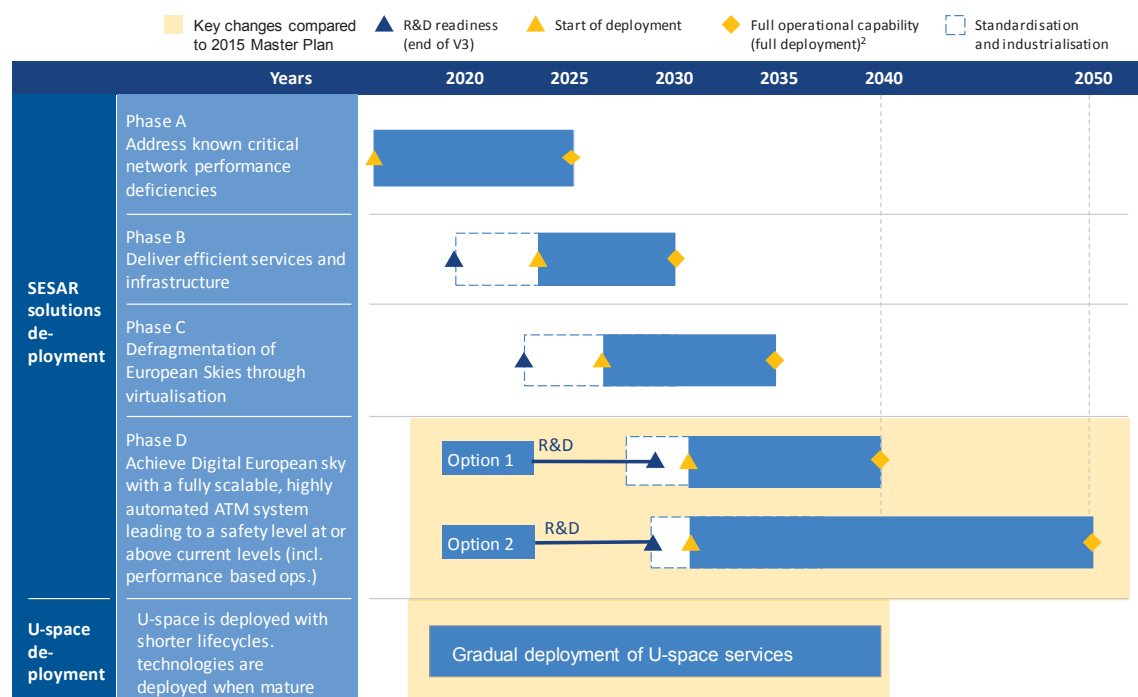 Key changes compared
to 2015 Master Plan
R&D readiness
(end of V3)
Start of deployment
Full operational capability
(full deployment)2
Standardisation
and industrialisation
Years
2020
2025
2030
2035
2040
2050
SESAR
solutions
de-
ployment
Phase A
Address known critical
network performance
deficiencies
Phase B
Deliver efficient services and
infrastructure
Phase C
Defragmentation of
European Skies through
virtualisation
Phase D
Achieve Digital European sky
with a fully scalable, highly
automated ATM system
leading to a safety level at or
above current levels (incl.
performance based ops.)
Option 1
R&D
Option 2
R&D
U-space
de-
ployment
U-space is deployed with
shorter lifecycles.
technologies are
deployed when mature
Gradual deployment of U-space services